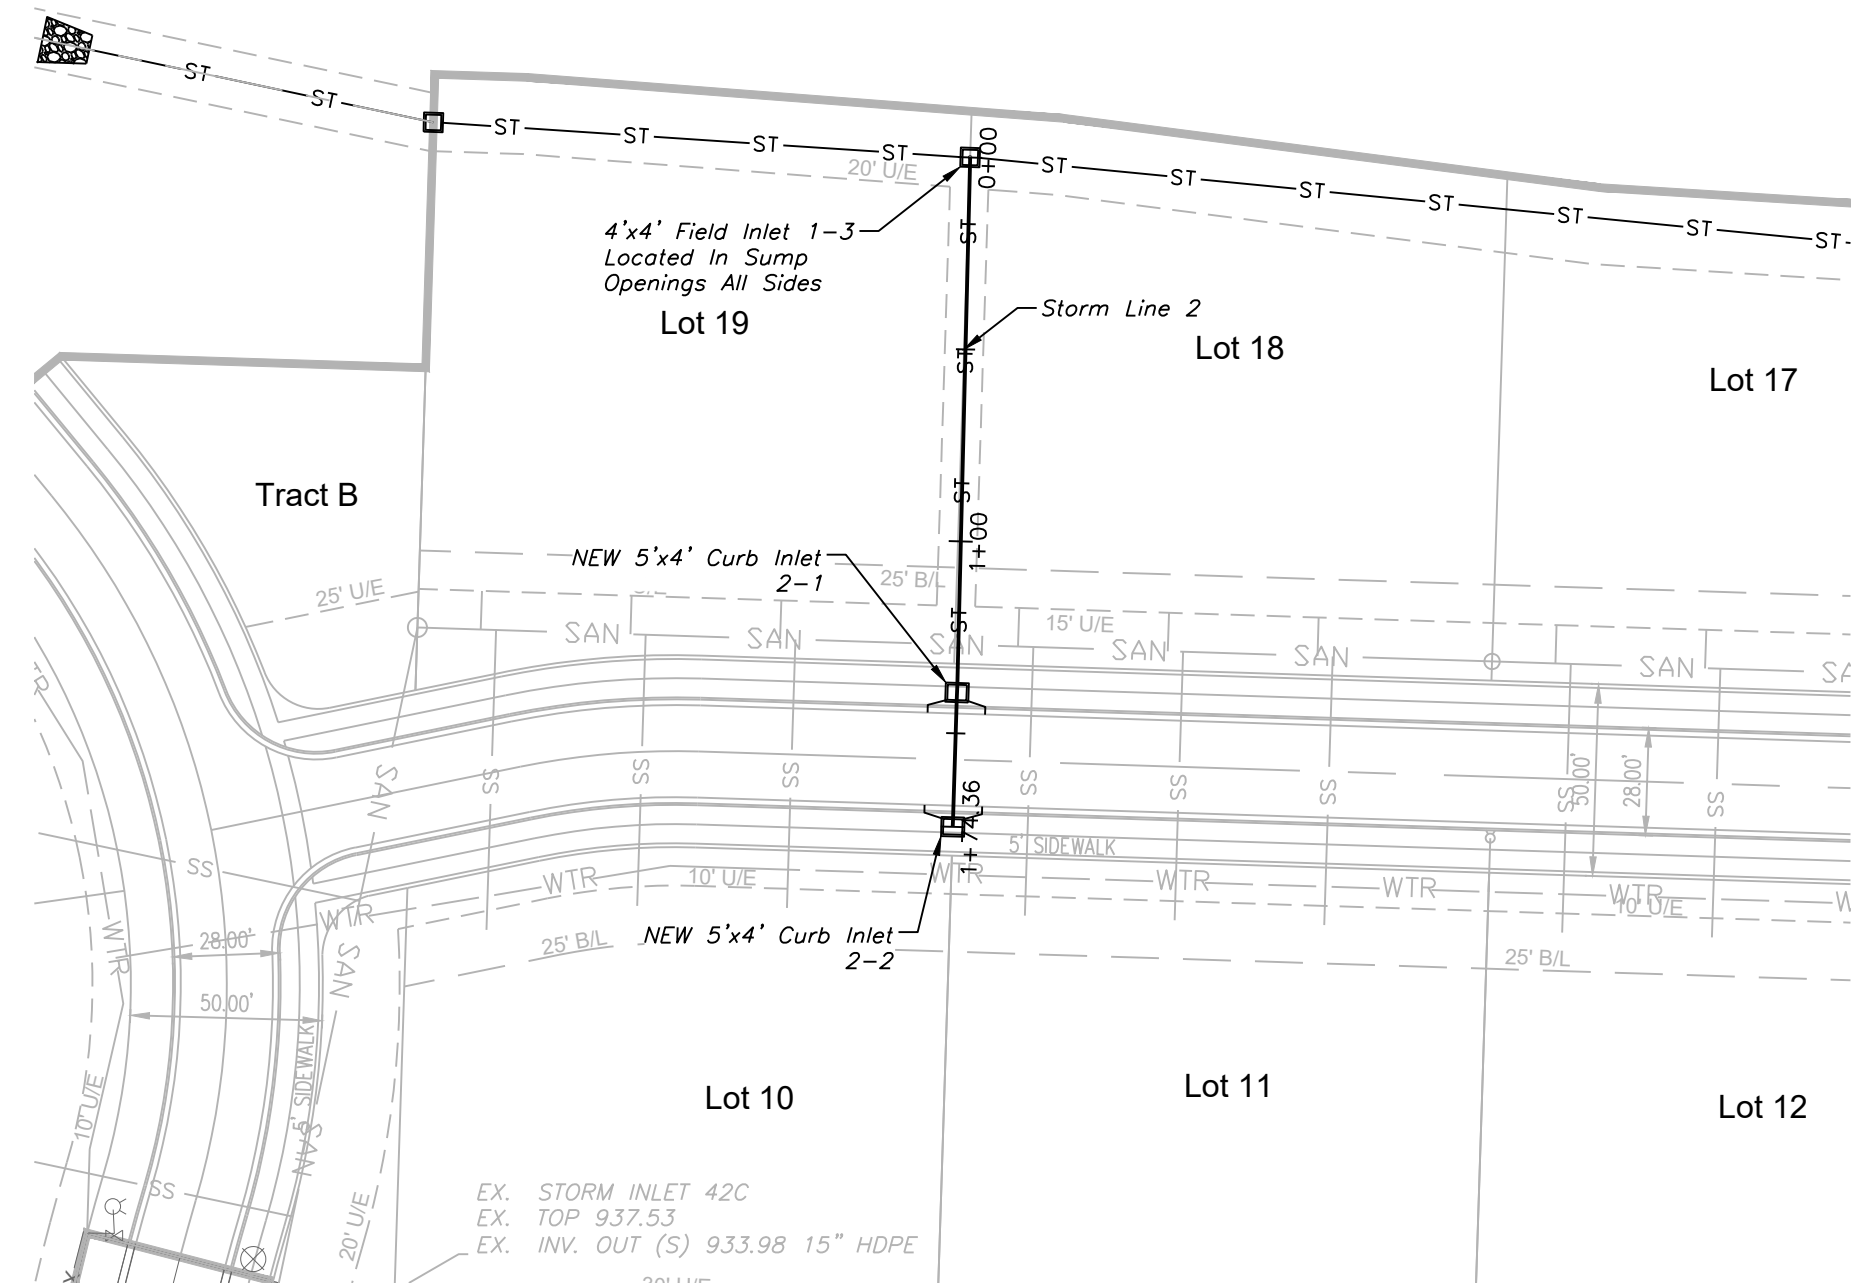 ST
ST
ST
ST
ST
ST
0+00
ST
ST
ST
ST
ST
ST
ST
20' U/E
4'x4' Field Inlet 1-3
Located In Sump
Openings All Sides
ST
Storm Line 2
Lot 19
Lot 18
ST
Lot 17
Tract B
ST
1+00
NEW 5'x4' Curb Inlet
2-1
25' B/L
25' U/E
ST
15' U/E
SAN
SAN
SAN
SAN
SAN
SAN
SS
SS
SS
SS
SS
SS
SS
SS
50.00'
28.00'
SAN
1+74.36
5' SIDEWALK
SS
WTR
10' U/E
WTR
WTR
WTR
WTR
10' U/E
WTR
WTR
28.00'
25' B/L
NEW 5'x4' Curb Inlet
2-2
25' B/L
SAN
50.00'
5' SIDEWALK
10' U/E
Lot 10
Lot 11
Lot 12
SAN
SS
20' U/E
EX. STORM INLET 42C
EX. TOP 937.53
EX. INV. OUT (S) 933.98 15" HDPE